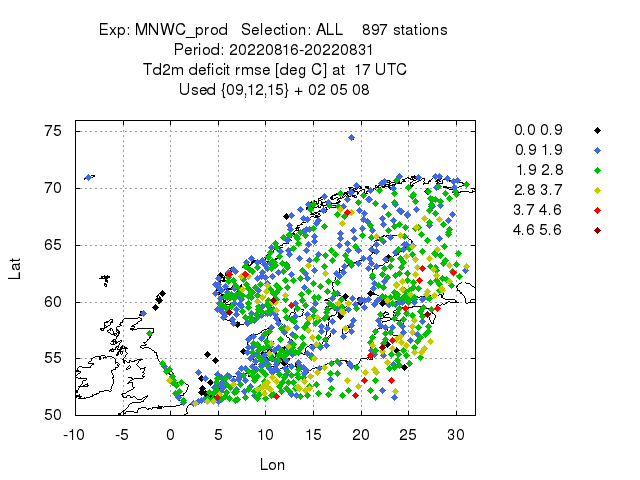 Exp: MNWC_prod   Selection: ALL    897 stations
Period: 20220816-20220831
Td2m deficit rmse [deg C] at  17 UTC
Used {09,12,15} + 02 05 08
75
70
65
60
55
50
Lat
-10 -5 0 5 10 15 20 25 30
Lon
0.0 0.9
0.9 1.9
1.9 2.8
2.8 3.7
3.7 4.6
4.6 5.6